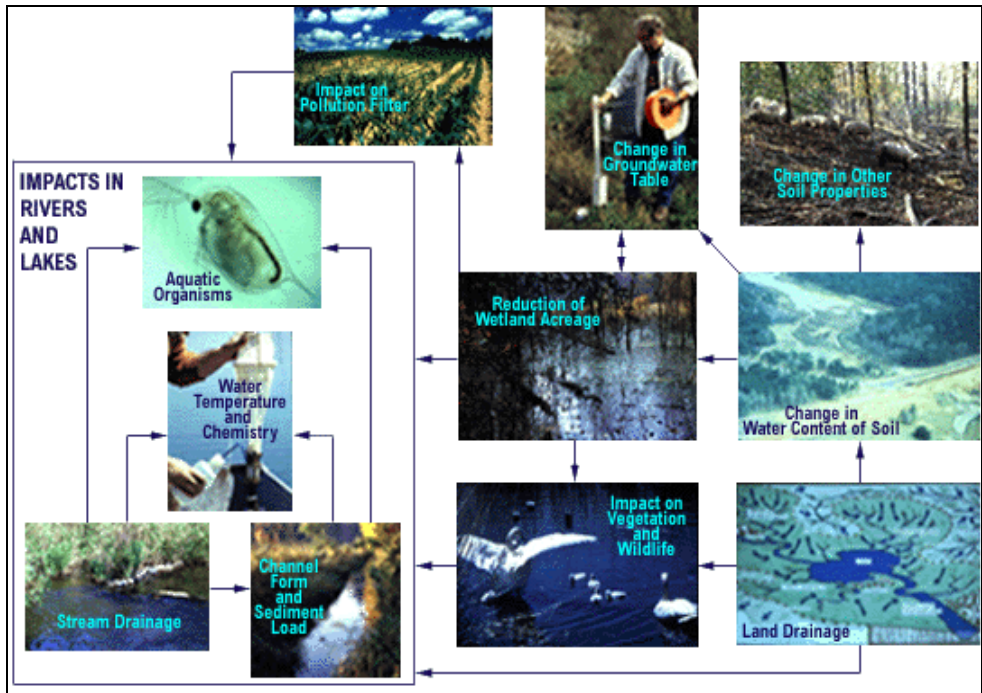 Impact on
Pollution Filter
Change in
Groundwater
Table
Change in Other
Soil Properties
IMPACTS IN
RIVERS
AND
LAKES
Aquatic
Organisms
Reduction of
Wetland Acreage
Water
Temperature
and
Chemistry
Change in
Water Content of Soil
Impact on
Vegetation
and
Wildlife
Channel
Form
and
Sediment
Load
Stream Drainage
Land Drainage